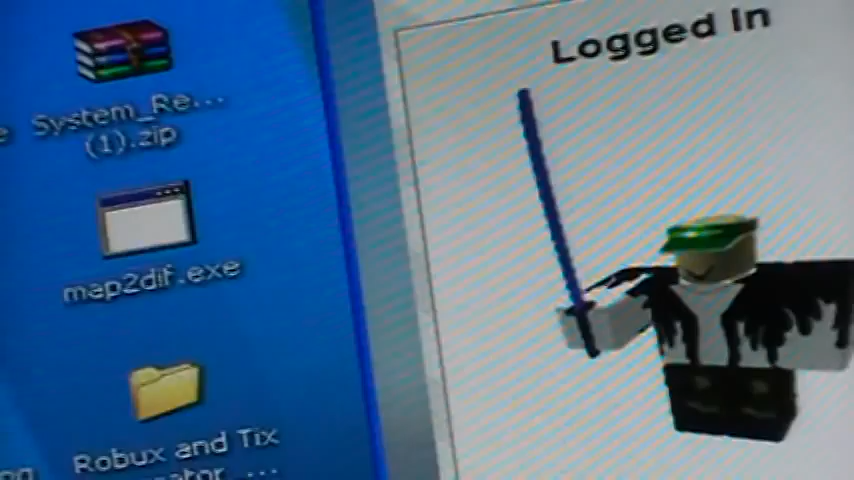 Logged In
System_Re...
(1).zip
map2dif.exe
Robux and Tix
...